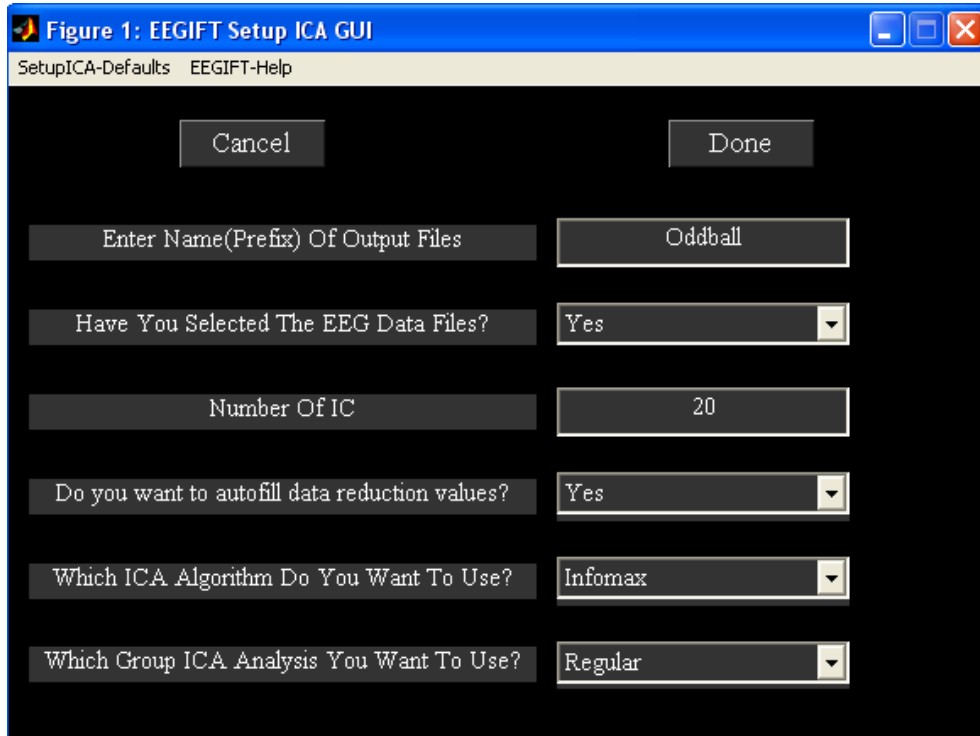 Figure 1: EEGIFT Setup ICA GUI
SetupICA-Defaults EEGIFT-Help
Cancel Done
Enter Name(Prefix) Of Output Files Oddball
Have You Selected The EEG Data Files? Yes
Number Of IC 20
Do you want to autofill data reduction values? Yes
Which ICA Algorithm Do You Want To Use? Infomax
Which Group ICA Analysis You Want To Use? Regular